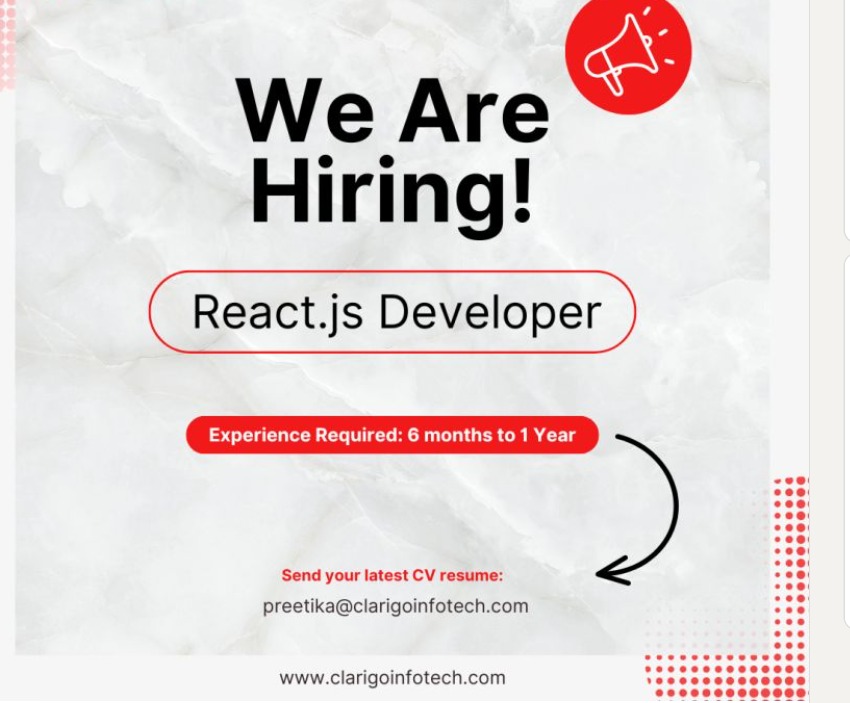 We Are
Hiring!
React.js Developer
Experience Required: 6 months to 1 Year
Send your latest CV resume:
preetika@clarigoinfotech.com
www.clarigoinfotech.com